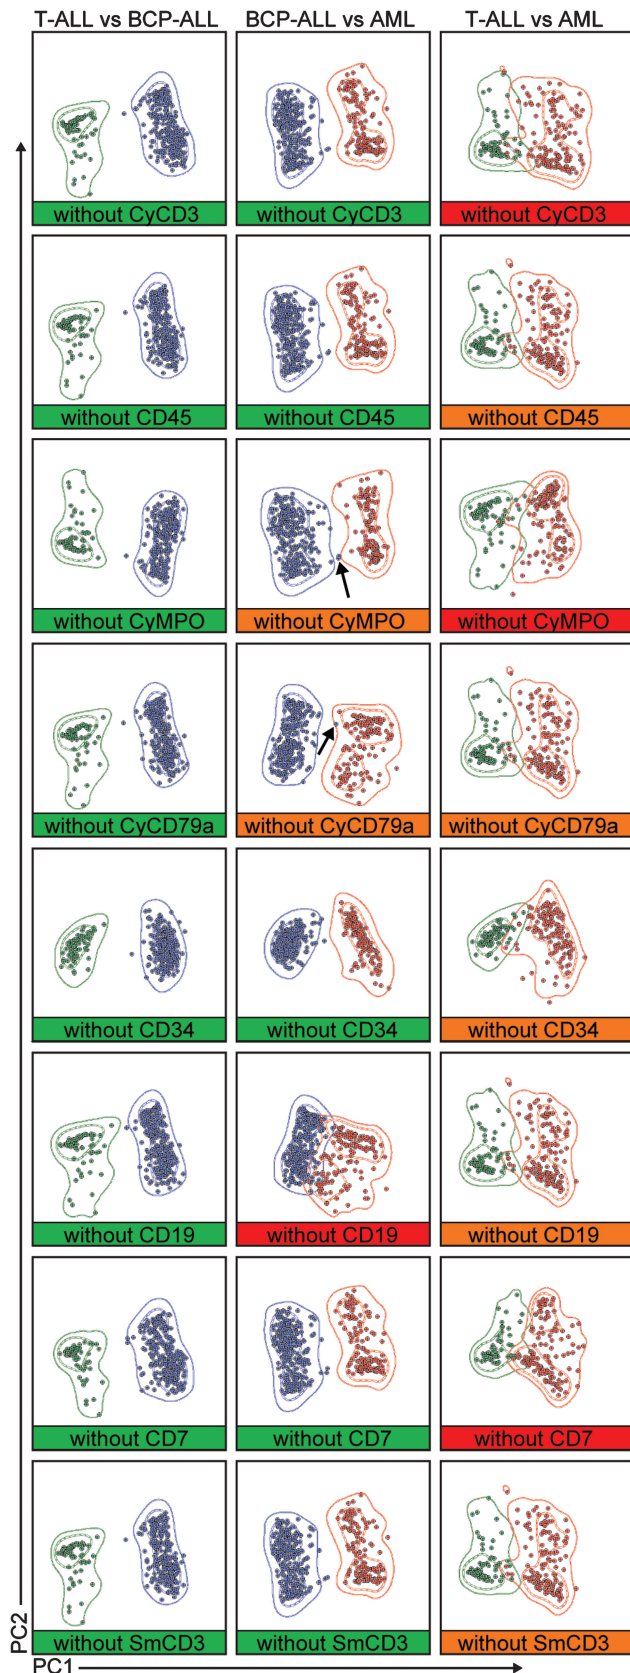 T-ALL vs BCP-ALL BCP-ALL vs AML T-ALL vs AML
without CyCD3 without CyCD3 without CyCD3
without CD45 without CD45 without CD45
without CyMPO without CyMPO without CyMPO
without CyCD79a without CyCD79a without CyCD79a
without CD34 without CD34 without CD34
without CD19 without CD19 without CD19
without CD7 without CD7 without CD7
without SmCD3 without SmCD3 without SmCD3
PC2
PC1